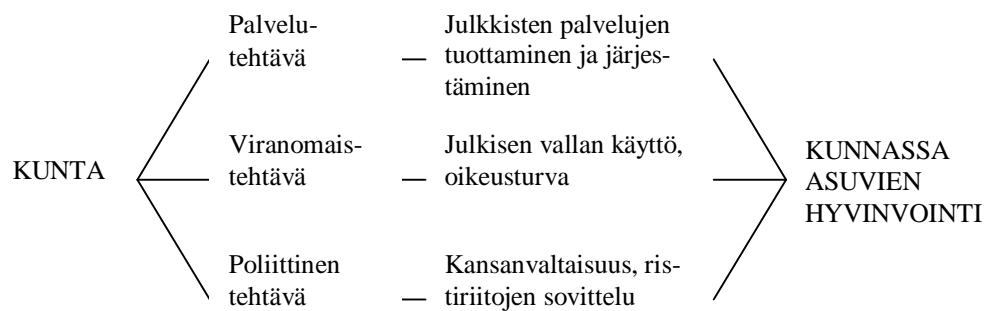 KUNTA
Palvelu-
tehtävä
Julkkisten palvelujen
tuottaminen ja järjes-
täminen
Viranomais-
tehtävä
Julkisen vallan käyttö,
oikeusturva
Poliittinen
tehtävä
Kansanvaltaisuus, ris-
tiriitojen sovittelu
KUNNASSA
ASUVIEN
HYVINVOINTI